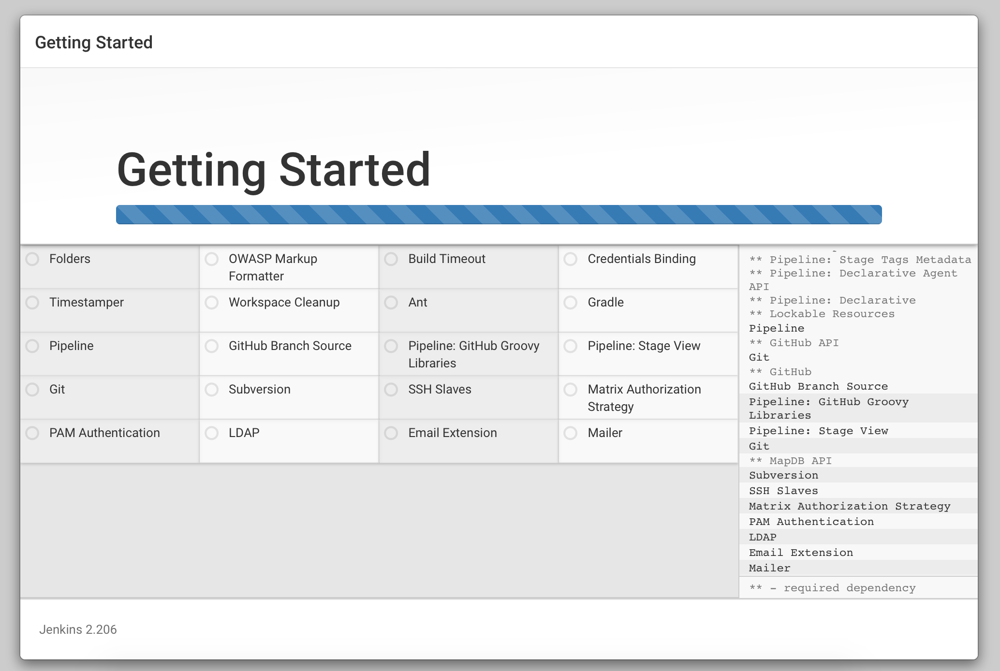 Getting Started
Getting Started
Folders
OWASP Markup
Formatter
Build Timeout
Credentials Binding
Timestamper
Workspace Cleanup
Ant
Gradle
Pipeline
GitHub Branch Source
Pipeline: GitHub Groovy
Libraries
Pipeline: Stage View
Git
Subversion
SSH Slaves
Matrix Authorization
Strategy
PAM Authentication
LDAP
Email Extension
Mailer
** Pipeline: Stage Tags Metadata
** Pipeline: Declarative Agent
API
** Pipeline: Declarative
** Lockable Resources
Pipeline
** GitHub API
Git
** GitHub
GitHub Branch Source
Pipeline: GitHub Groovy
Libraries
Pipeline: Stage View
Git
** MapDB API
Subversion
SSH Slaves
Matrix Authorization Strategy
PAM Authentication
LDAP
Email Extension
Mailer
** - required dependency
Jenkins 2.206